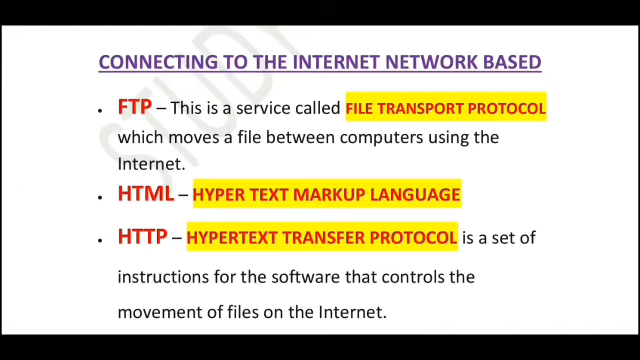 CONNECTING TO THE INTERNET NETWORK BASED
• FTP – This is a service called FILE TRANSPORT PROTOCOL
which moves a file between computers using the
Internet.
• HTML – HYPER TEXT MARKUP LANGUAGE
• HTTP – HYPERTEXT TRANSFER PROTOCOL is a set of
instructions for the software that controls the
movement of files on the Internet.
STUDY